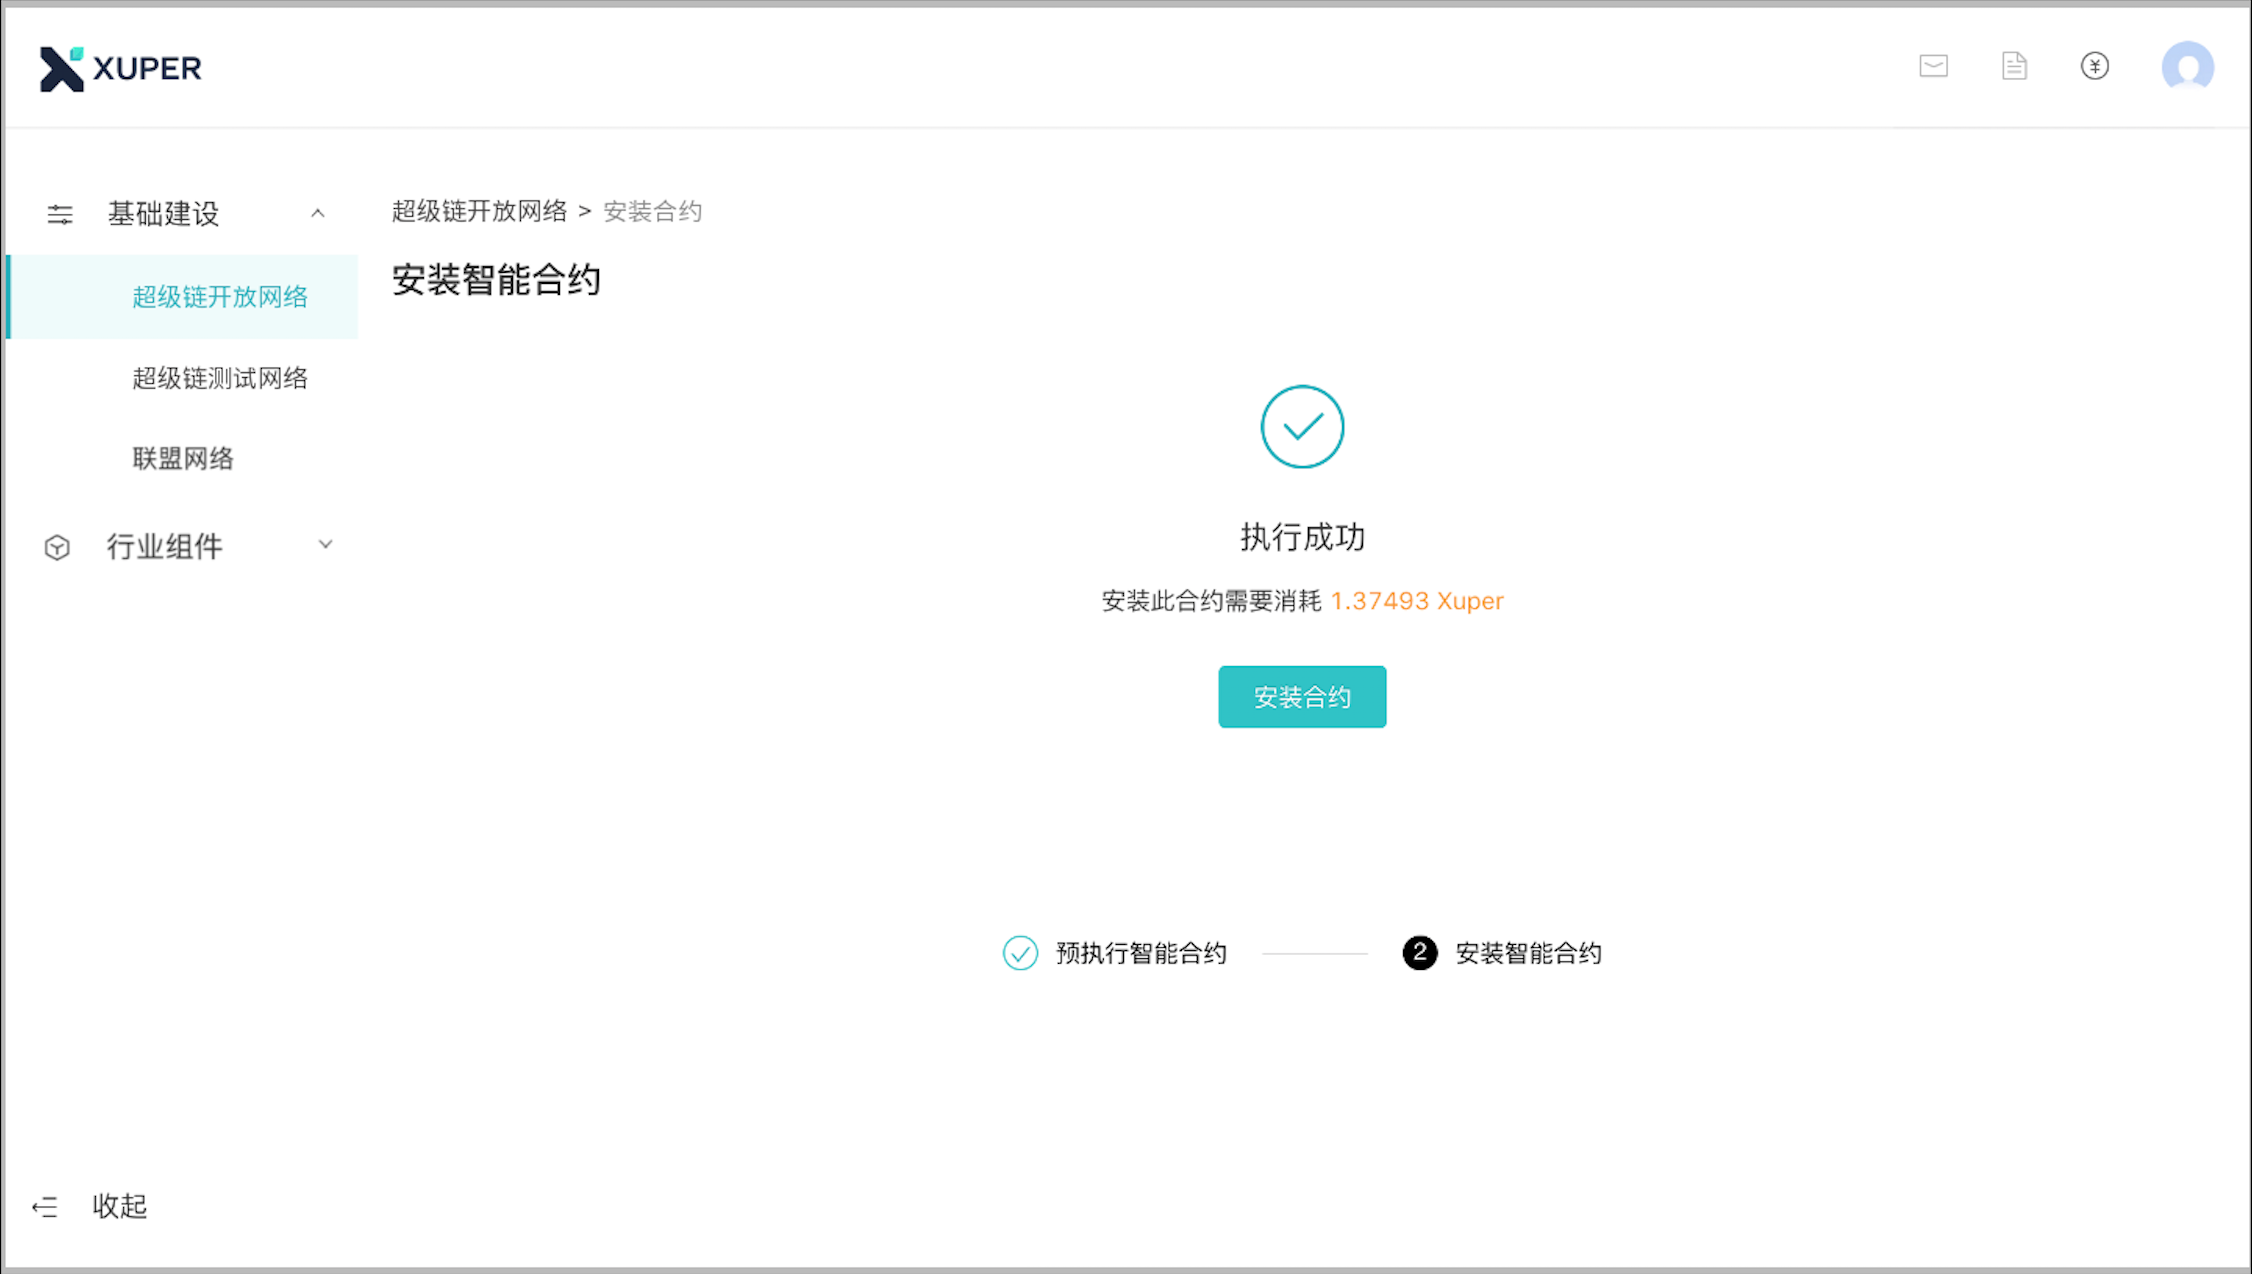 XUPER
基础建设
超级链开放网络
超级链测试网络
联盟网络
行业组件
收起
超级链开放网络 > 安装合约
安装智能合约
执行成功
安装此合约需要消耗 1.37493 Xuper
安装合约
预执行智能合约
2 安装智能合约